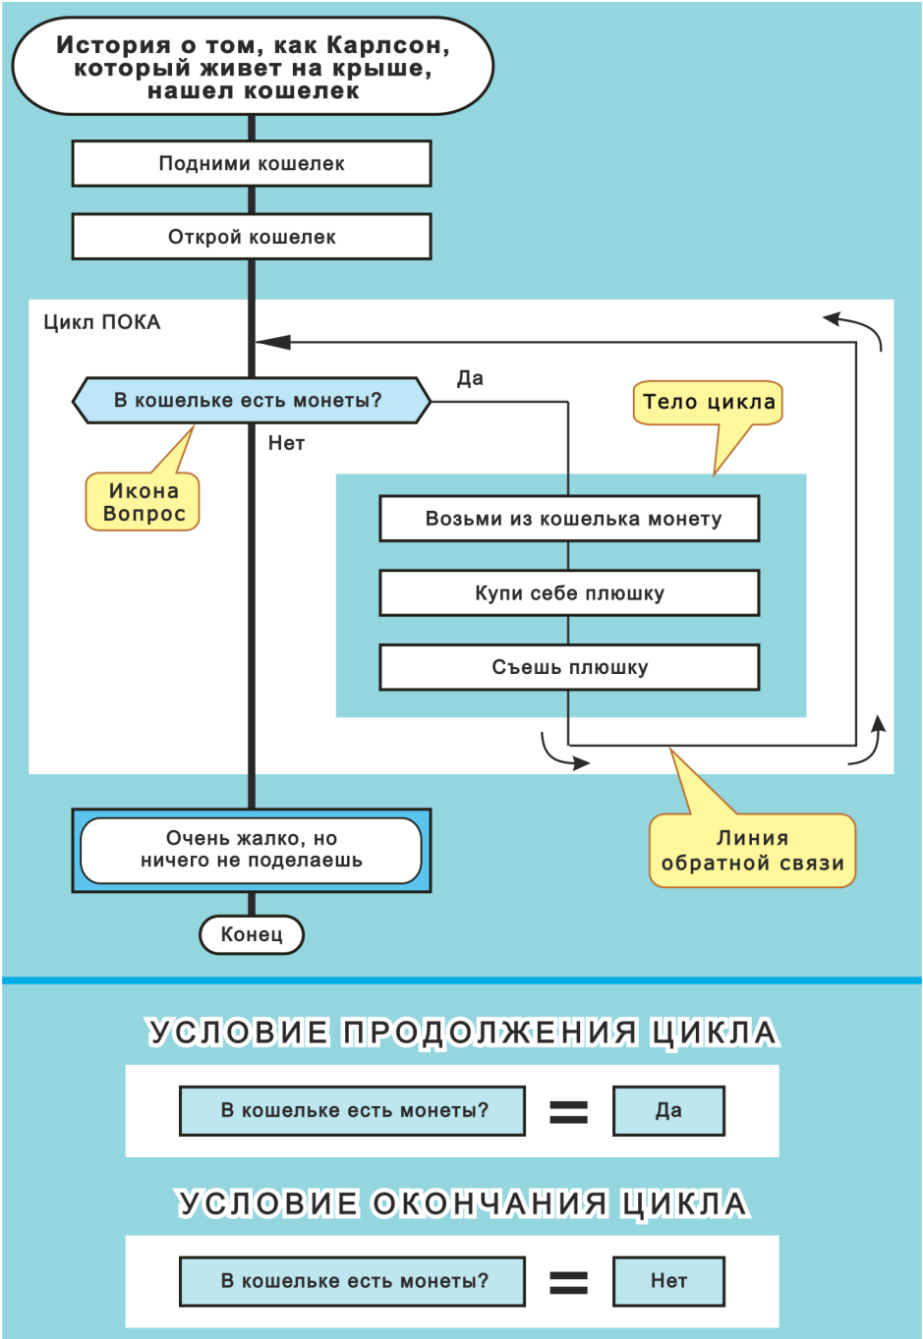 История о том, как Карлсон,
который живет на крыше,
нашел кошелек
Подними кошелек
Открой кошелек
Цикл ПОКА
Да
В кошельке есть монеты?
Тело цикла
Нет
Икона
Вопрос
Возьми из кошелька монету
Купи себе плюшку
Съешь плюшку
Очень жалко, но
ничего не поделаешь
Линия
обратной связи
Конец
УСЛОВИЕ ПРОДОЛЖЕНИЯ ЦИКЛА
В кошельке есть монеты? = Да
УСЛОВИЕ ОКОНЧАНИЯ ЦИКЛА
В кошельке есть монеты? = Нет